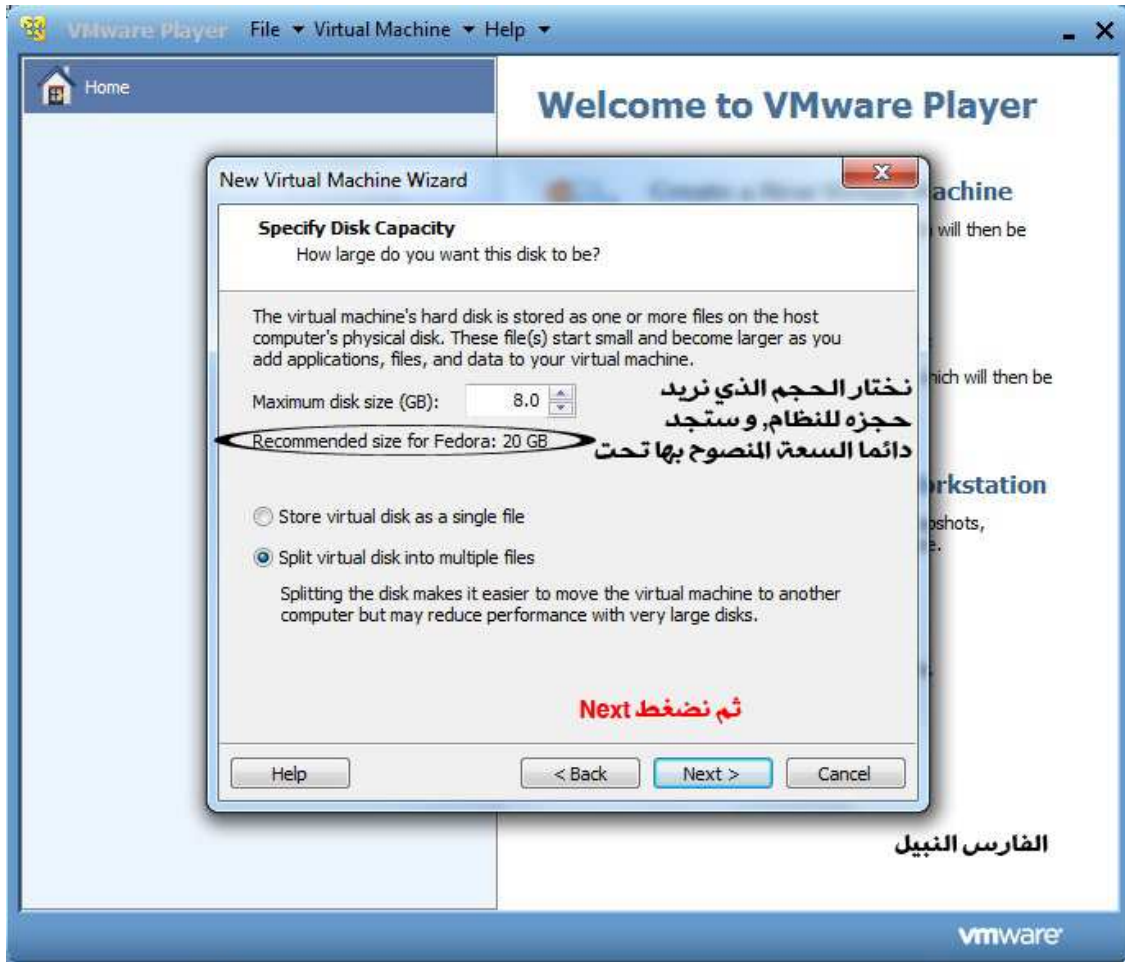 VMware Player File Virtual Machine Help
Home
Welcome to VMware Player
New Virtual Machine Wizard
achine
will then be
Specify Disk Capacity
How large do you want this disk to be?
The virtual machine's hard disk is stored as one or more files on the host
computer's physical disk. These file(s) start small and become larger as you
add applications, files, and data to your virtual machine.
hich will then be
Maximum disk size (GB): 8.0
Recommended size for Fedora: 20 GB
نختار الحجم الذي نريد
حجزه للنظام, و ستجد
دائما السعة المنصوح بها تحت
rkstation
pshots,
e.
Store virtual disk as a single file
Split virtual disk into multiple files
Splitting the disk makes it easier to move the virtual machine to another
computer but may reduce performance with very large disks.
ثم نضغط Next
Help < Back Next > Cancel
الفارس النبيل
vmware